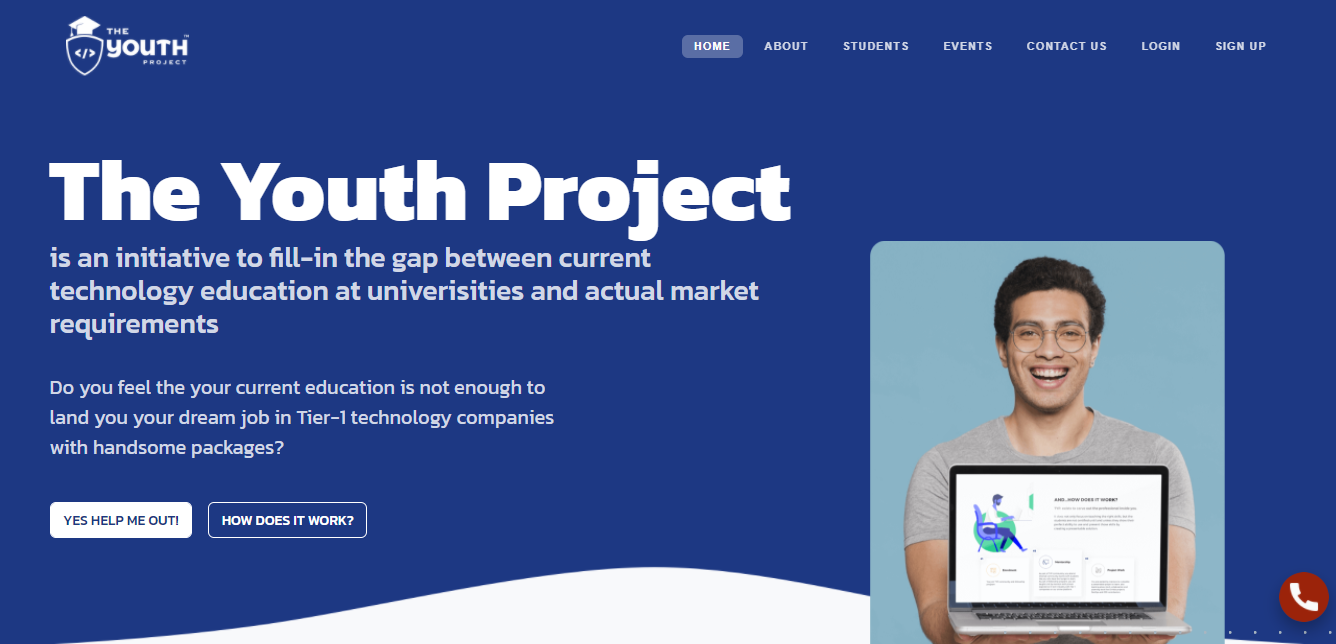 THE
YOUTH
PROJECT
</>
HOME ABOUT STUDENTS EVENTS CONTACT US LOGIN SIGN UP
The Youth Project
is an initiative to fill-in the gap between current
technology education at univerisities and actual market
requirements
Do you feel the your current education is not enough to
land you your dream job in Tier-1 technology companies
with handsome packages?
YES HELP ME OUT! HOW DOES IT WORK?
AND...HOW DOES IT WORK?